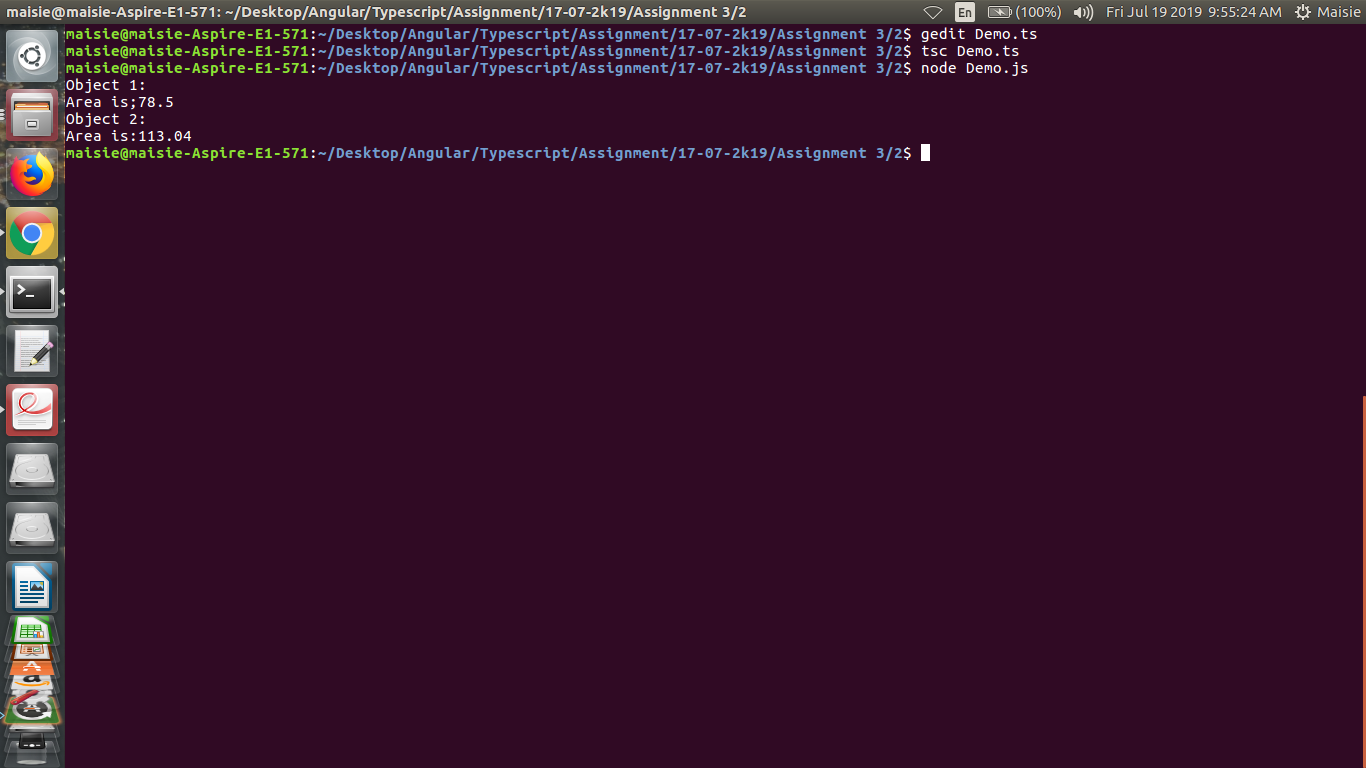 maisie@maisie-Aspire-E1-571: ~/Desktop/Angular/Typescript/Assignment/17-07-2k19/Assignment 3/2 En (100%) Fri Jul 19 2019 9:55:24 AM Maisie
maisie@maisie-Aspire-E1-571:~/Desktop/Angular/Typescript/Assignment/17-07-2k19/Assignment 3/2$ gedit Demo.ts
maisie@maisie-Aspire-E1-571:~/Desktop/Angular/Typescript/Assignment/17-07-2k19/Assignment 3/2$ tsc Demo.ts
maisie@maisie-Aspire-E1-571:~/Desktop/Angular/Typescript/Assignment/17-07-2k19/Assignment 3/2$ node Demo.js
Object 1:
Area is;78.5
Object 2:
Area is:113.04
maisie@maisie-Aspire-E1-571:~/Desktop/Angular/Typescript/Assignment/17-07-2k19/Assignment 3/2$